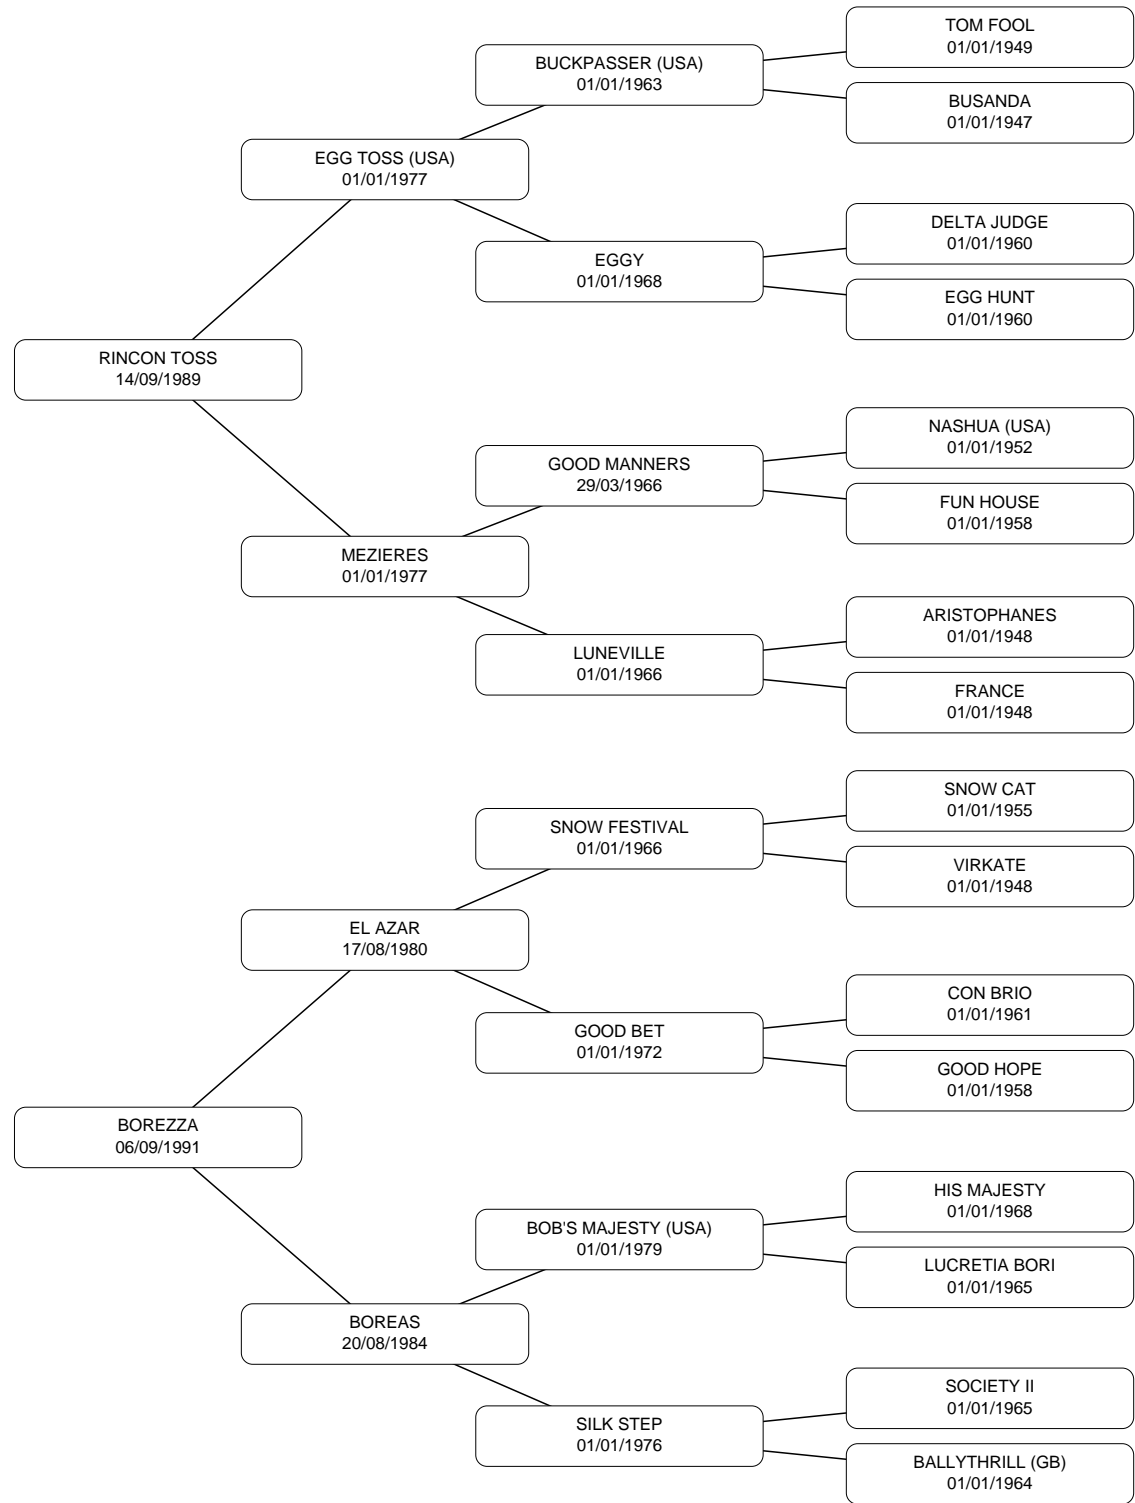 TOM FOOL
01/01/1949
BUCKPASSER (USA)
01/01/1963
BUSANDA
01/01/1947
EGG TOSS (USA)
01/01/1977
DELTA JUDGE
01/01/1960
EGGY
01/01/1968
EGG HUNT
01/01/1960
RINCON TOSS
14/09/1989
NASHUA (USA)
01/01/1952
GOOD MANNERS
29/03/1966
FUN HOUSE
01/01/1958
MEZIERES
01/01/1977
ARISTOPHANES
01/01/1948
LUNEVILLE
01/01/1966
FRANCE
01/01/1948
SNOW CAT
01/01/1955
SNOW FESTIVAL
01/01/1966
VIRKATE
01/01/1948
EL AZAR
17/08/1980
CON BRIO
01/01/1961
GOOD BET
01/01/1972
GOOD HOPE
01/01/1958
BOREZZA
06/09/1991
HIS MAJESTY
01/01/1968
BOB'S MAJESTY (USA)
01/01/1979
LUCRETIA BORI
01/01/1965
BOREAS
20/08/1984
SOCIETY II
01/01/1965
SILK STEP
01/01/1976
BALLYTHRILL (GB)
01/01/1964